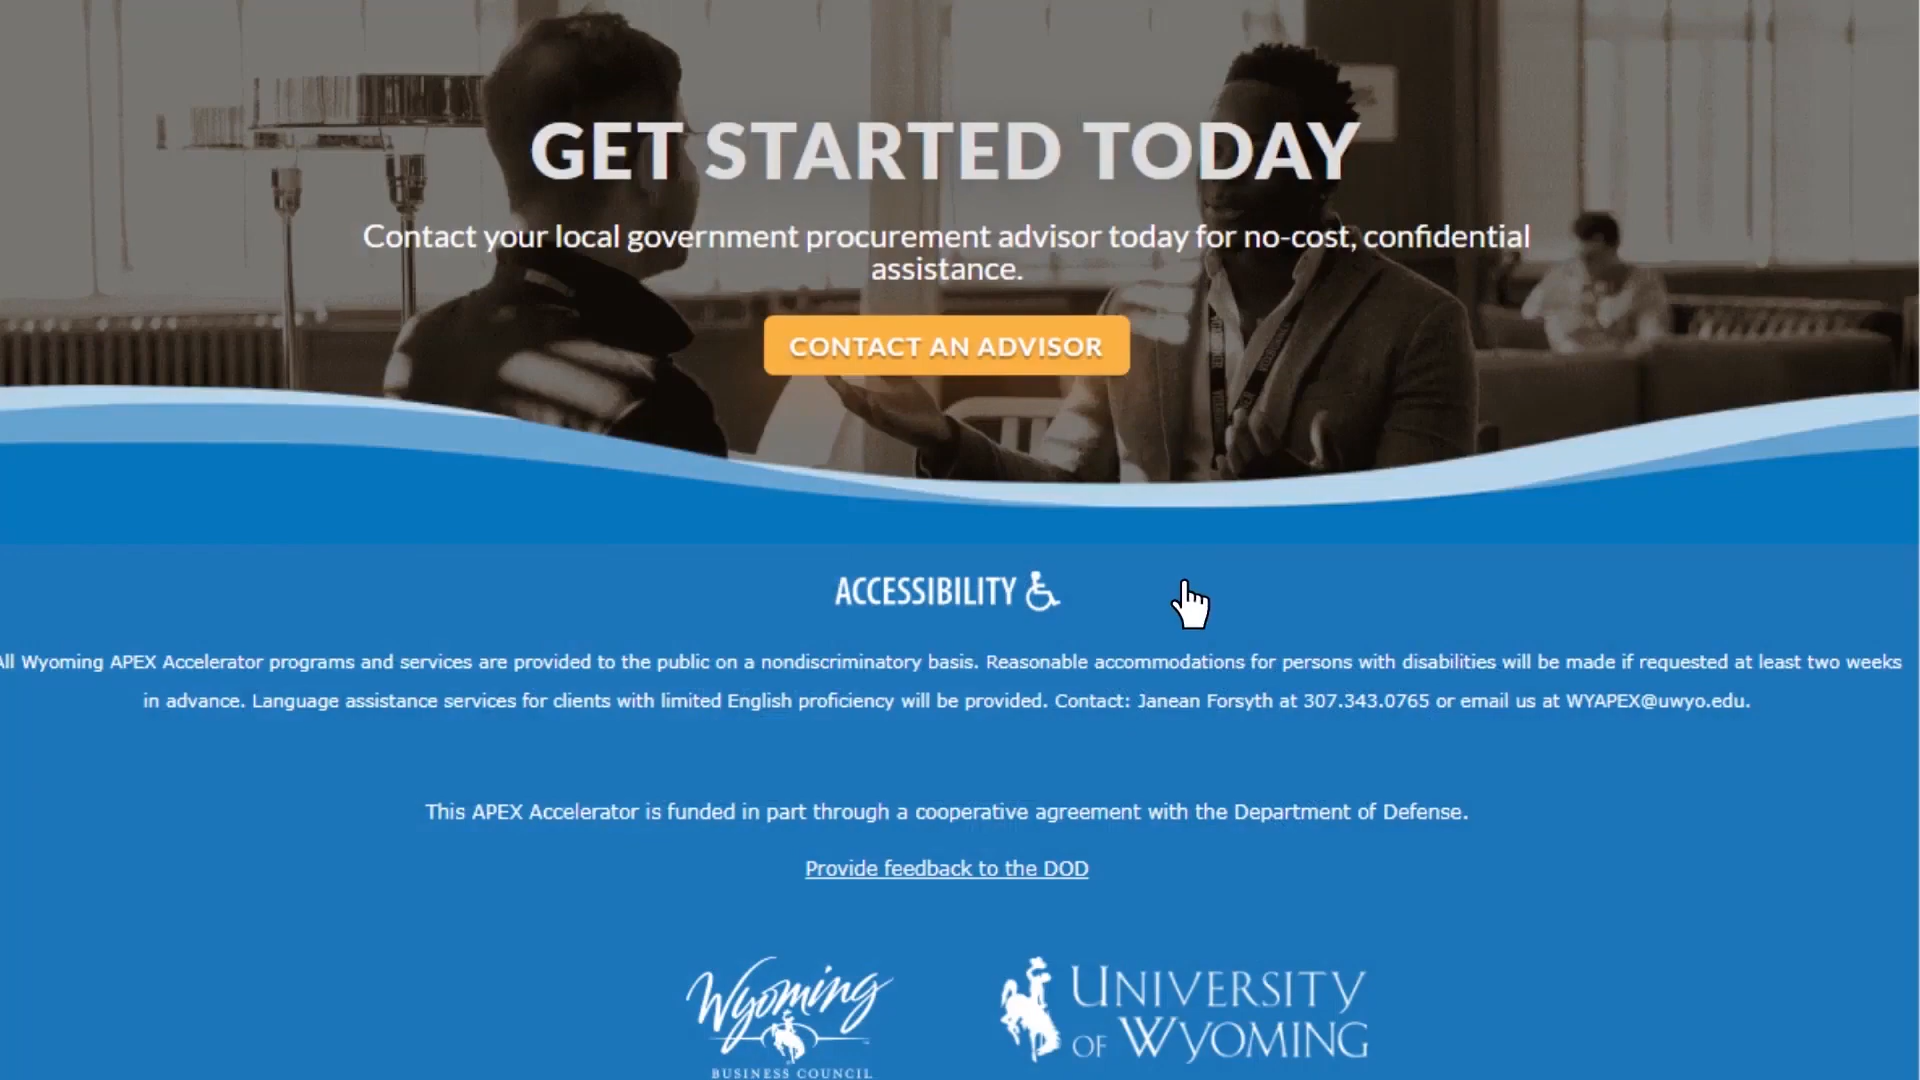 GET STARTED TODAY
Contact your local government procurement advisor today for no-cost, confidential
assistance.
CONTACT AN ADVISOR
ACCESSIBILITY
All Wyoming APEX Accelerator programs and services are provided to the public on a nondiscriminatory basis. Reasonable accommodations for persons with disabilities will be made if requested at least two weeks
in advance. Language assistance services for clients with limited English proficiency will be provided. Contact: Janean Forsyth at 307.343.0765 or email us at WYAPEX@uwyo.edu.
This APEX Accelerator is funded in part through a cooperative agreement with the Department of Defense.
Provide feedback to the DOD
Wyoming
BUSINESS COUNCIL
UNIVERSITY
OF WYOMING